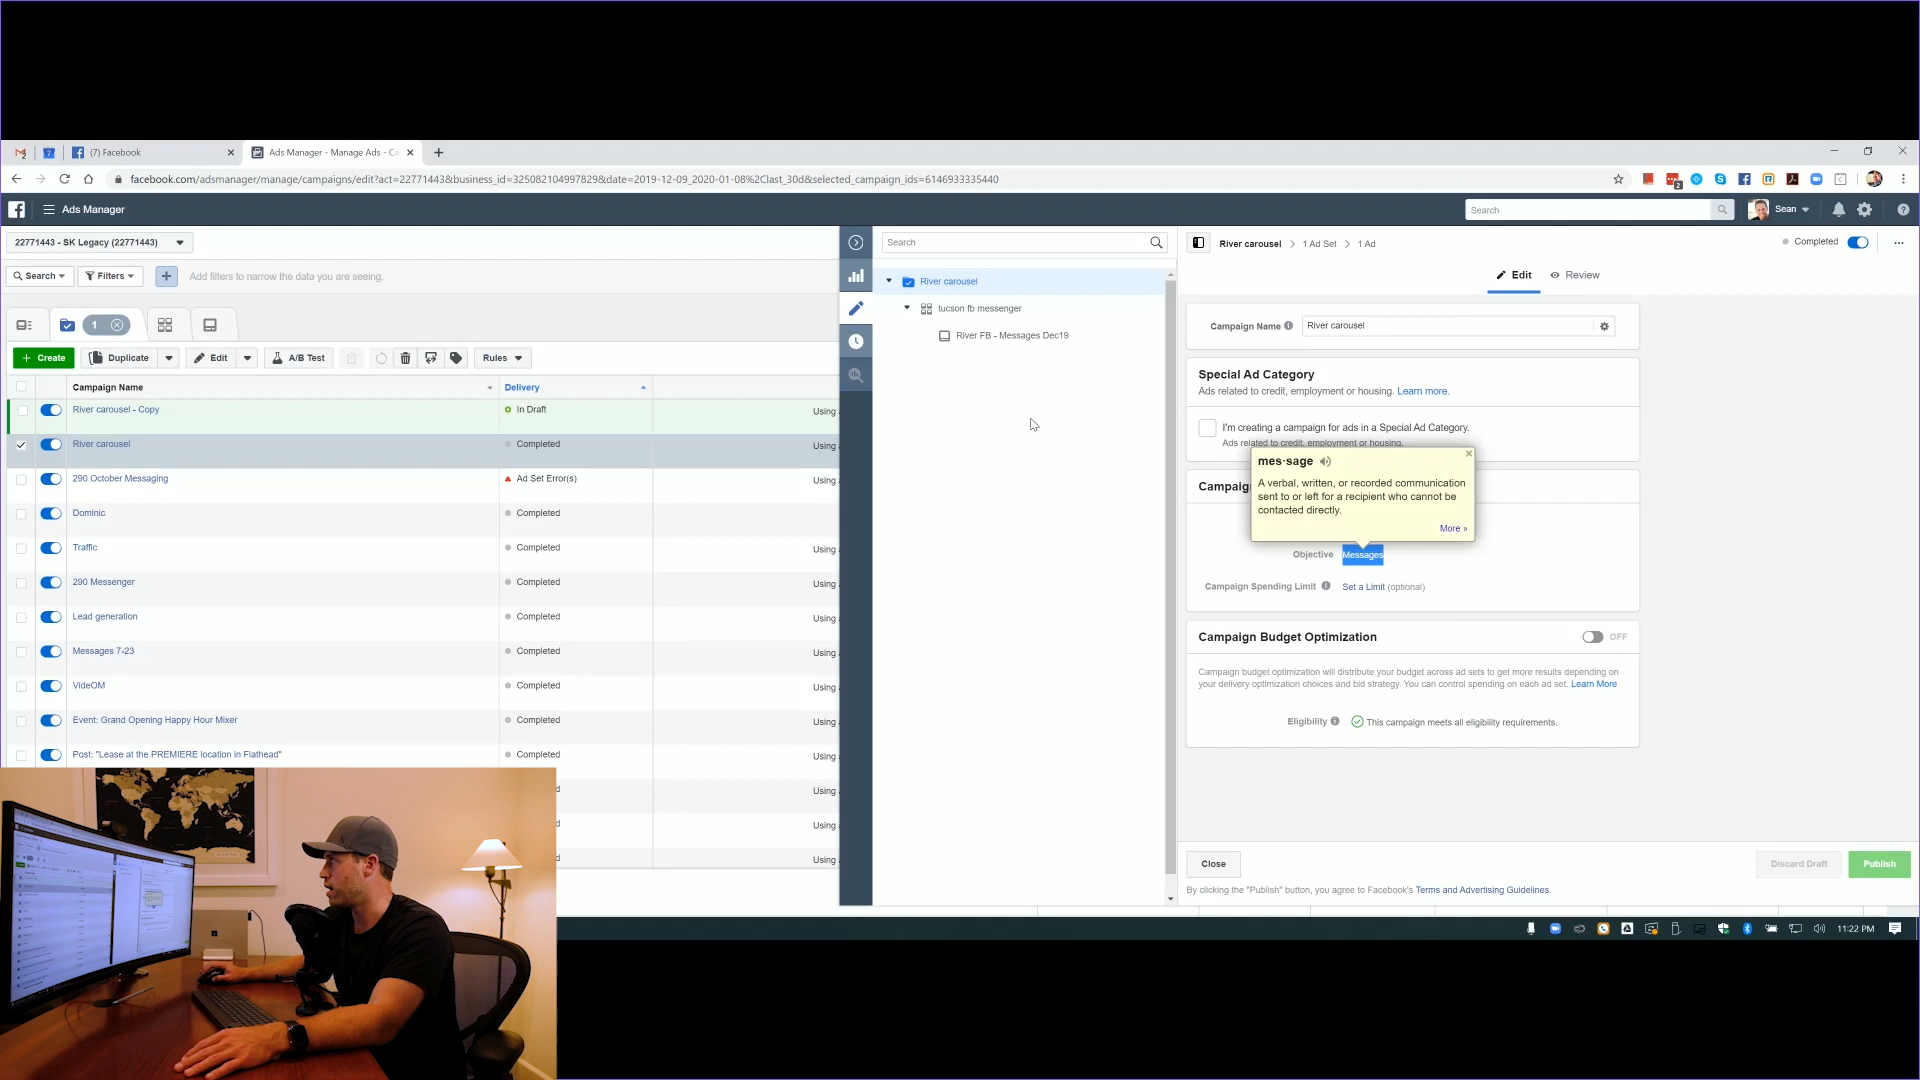 (7) Facebook
Ads Manager - Manage Ads - Ca
facebook.com/adsmanager/manage/campaigns/edit?act=22771443&business_id=325082104997829&date=2019-12-09_2020-01-08%2Clast_30d&selected_campaign_ids=6146933335440
Ads Manager
Search
Sean
22771443 - SK Legacy (22771443)
Search
Filters
Add filters to narrow the data you are seeing.
1
Create
Duplicate
Edit
A/B Test
Rules
Campaign Name
Delivery
River carousel - Copy
In Draft
Using
River carousel
Completed
Using
290 October Messaging
Ad Set Error(s)
Using
Dominic
Completed
Traffic
Completed
Using
290 Messenger
Completed
Using
Lead generation
Completed
Using
Messages 7-23
Completed
Using
VideOM
Completed
Using
Event: Grand Opening Happy Hour Mixer
Completed
Using
Post: "Lease at the PREMIERE location in Flathead"
Completed
Using
Using
Using
Using
Search
River carousel
tucson fb messenger
River FB - Messages Dec19
River carousel > 1 Ad Set > 1 Ad
Completed
Edit
Review
Campaign Name
River carousel
Special Ad Category
Ads related to credit, employment or housing. Learn more.
I'm creating a campaign for ads in a Special Ad Category.
Ads related to credit, employment or housing.
Campaig
mes·sage
A verbal, written, or recorded communication
sent to or left for a recipient who cannot be
contacted directly.
More »
Objective
Messages
Campaign Spending Limit
Set a Limit (optional)
Campaign Budget Optimization
OFF
Campaign budget optimization will distribute your budget across ad sets to get more results depending on
your delivery optimization choices and bid strategy. You can control spending on each ad set. Learn More
Eligibility
This campaign meets all eligibility requirements.
Close
Discard Draft
Publish
By clicking the "Publish" button, you agree to Facebook's Terms and Advertising Guidelines.
11:22 PM